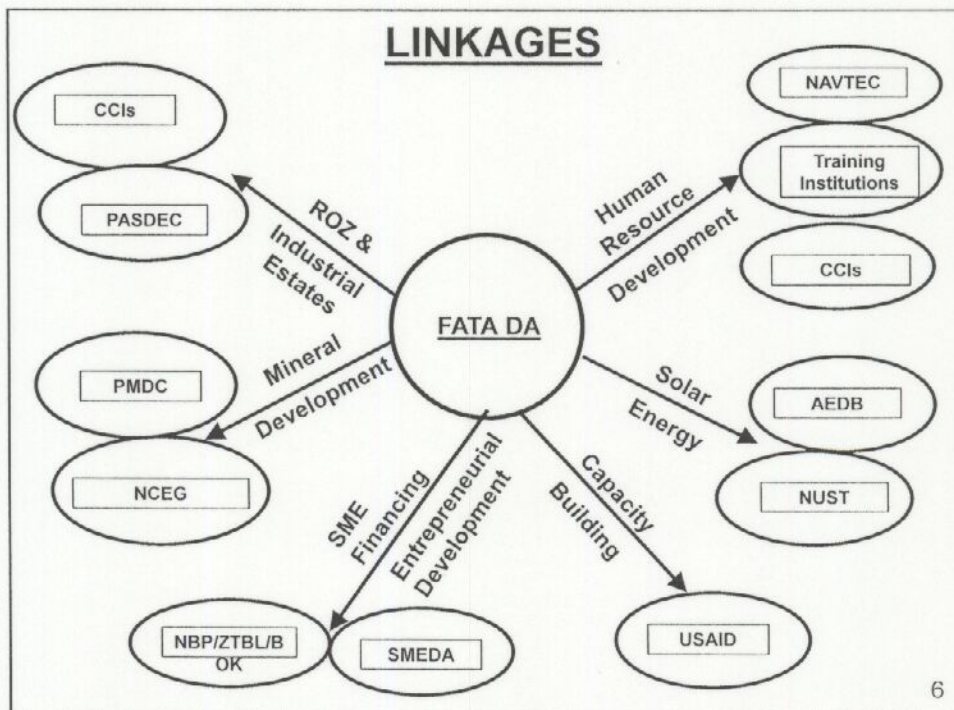 LINKAGES
CCIs
PASDEC
ROZ &
Industrial
Estates
NAVTEC
Training
Institutions
CCIs
Human
Resource
Development
FATA DA
PMDC
NCEG
Mineral
Development
Solar
Energy
AEDB
NUST
SME
Financing
Entrepreneurial
Development
Capacity
Building
NBP/ZTBL/B
OK
SMEDA
USAID
6